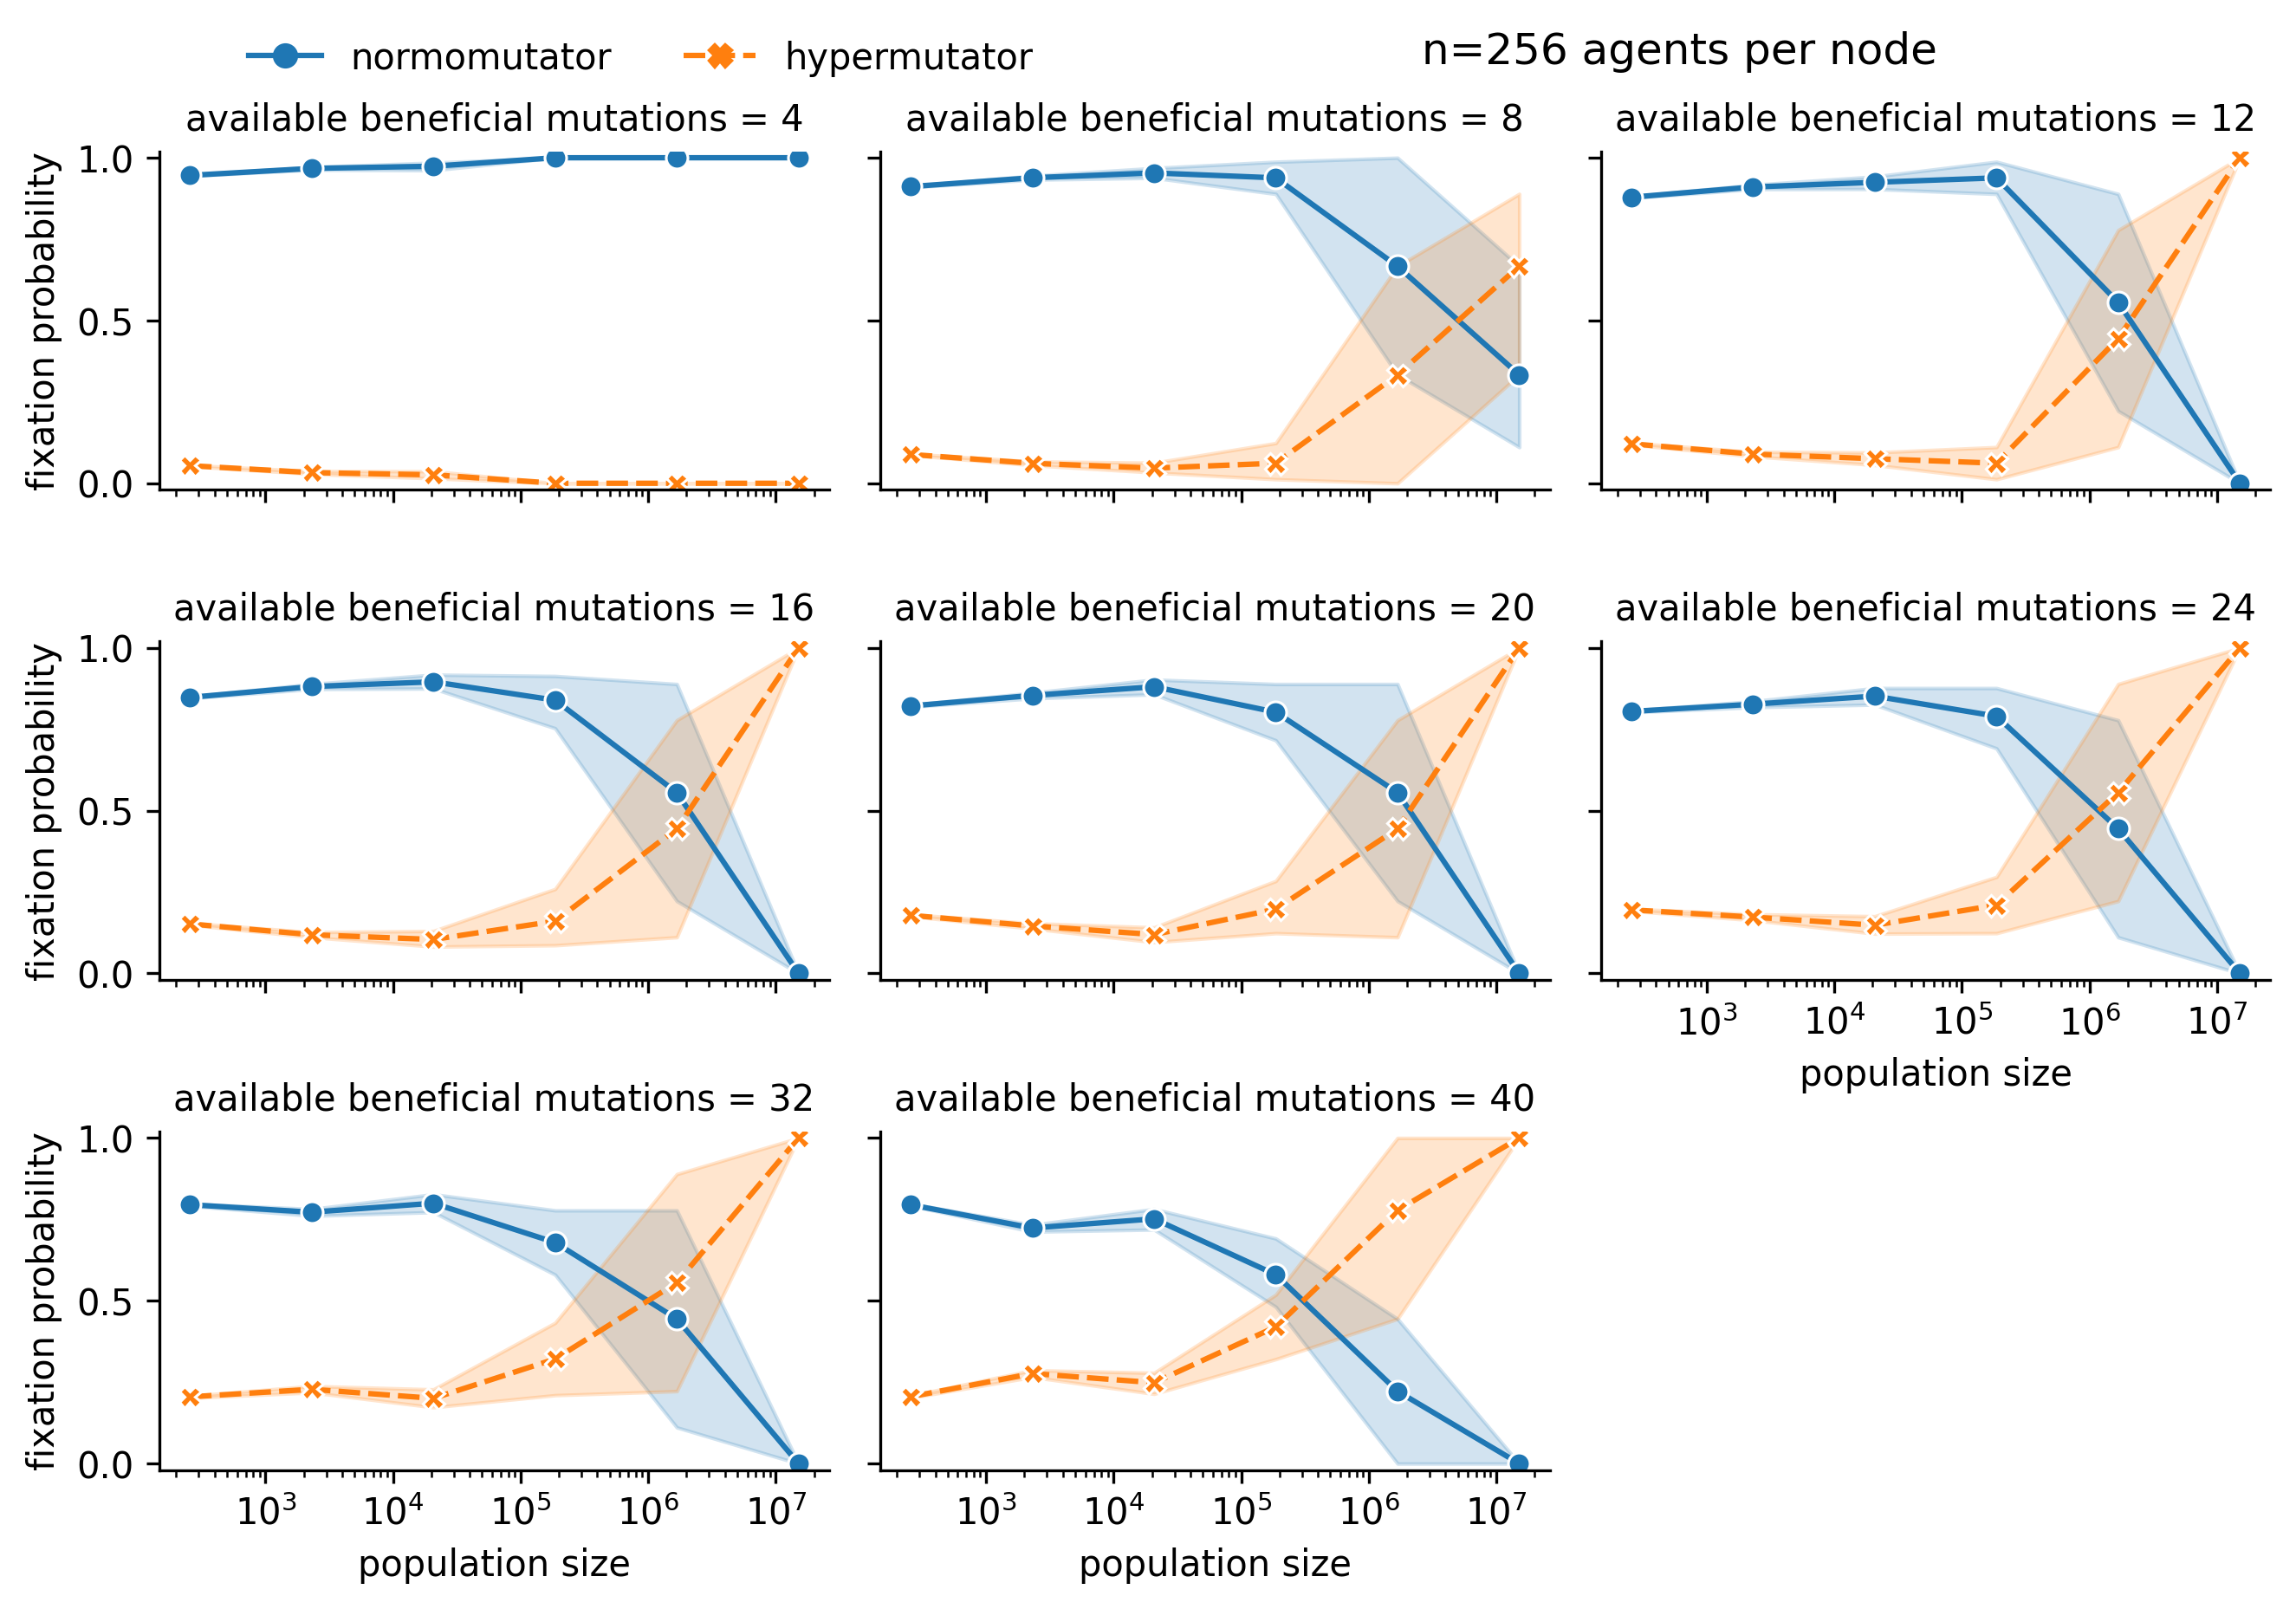 normomutator
hypermutator
n=256 agents per node
available beneficial mutations = 4
available beneficial mutations = 8
available beneficial mutations = 12
fixation probability
1.0
0.5
0.0
available beneficial mutations = 16
available beneficial mutations = 20
available beneficial mutations = 24
fixation probability
1.0
0.5
0.0
10³ 10⁴ 10⁵ 10⁶ 10⁷
population size
available beneficial mutations = 32
available beneficial mutations = 40
fixation probability
1.0
0.5
0.0
10³ 10⁴ 10⁵ 10⁶ 10⁷
10³ 10⁴ 10⁵ 10⁶ 10⁷
population size
population size